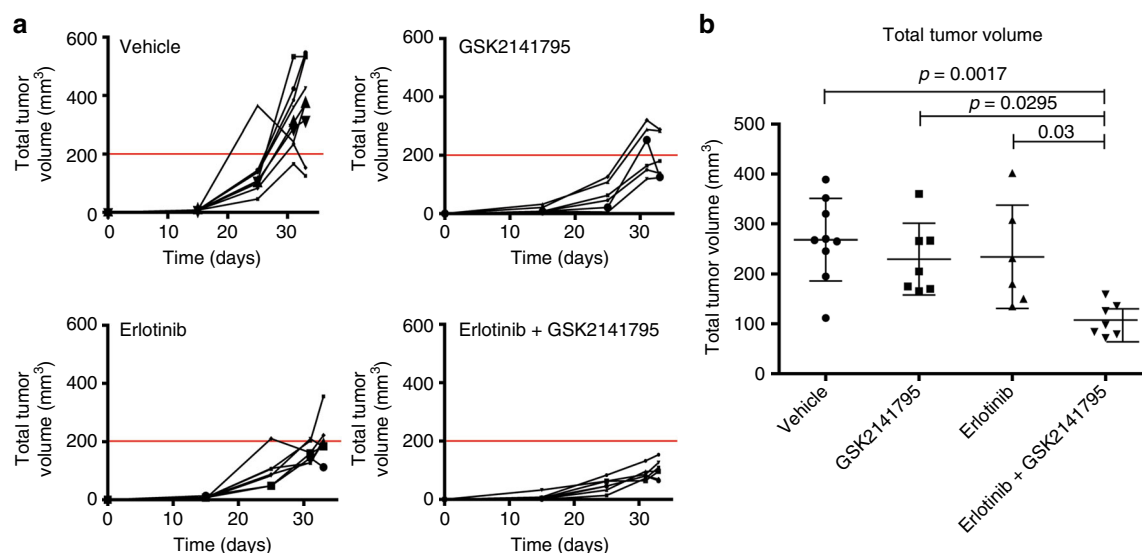 a
Vehicle
600
400
200
0
Total tumor
volume (mm³)
0 10 20 30
Time (days)
GSK2141795
600
400
200
0
Total tumor
volume (mm³)
0 10 20 30
Time (days)
Erlotinib
600
400
200
0
Total tumor
volume (mm³)
0 10 20 30
Time (days)
Erlotinib + GSK2141795
600
400
200
0
Total tumor
volume (mm³)
0 10 20 30
Time (days)
b
Total tumor volume
p = 0.0017
p = 0.0295
0.03
500
400
300
200
100
0
Total tumor volume (mm³)
Vehicle
GSK2141795
Erlotinib
Erlotinib + GSK2141795